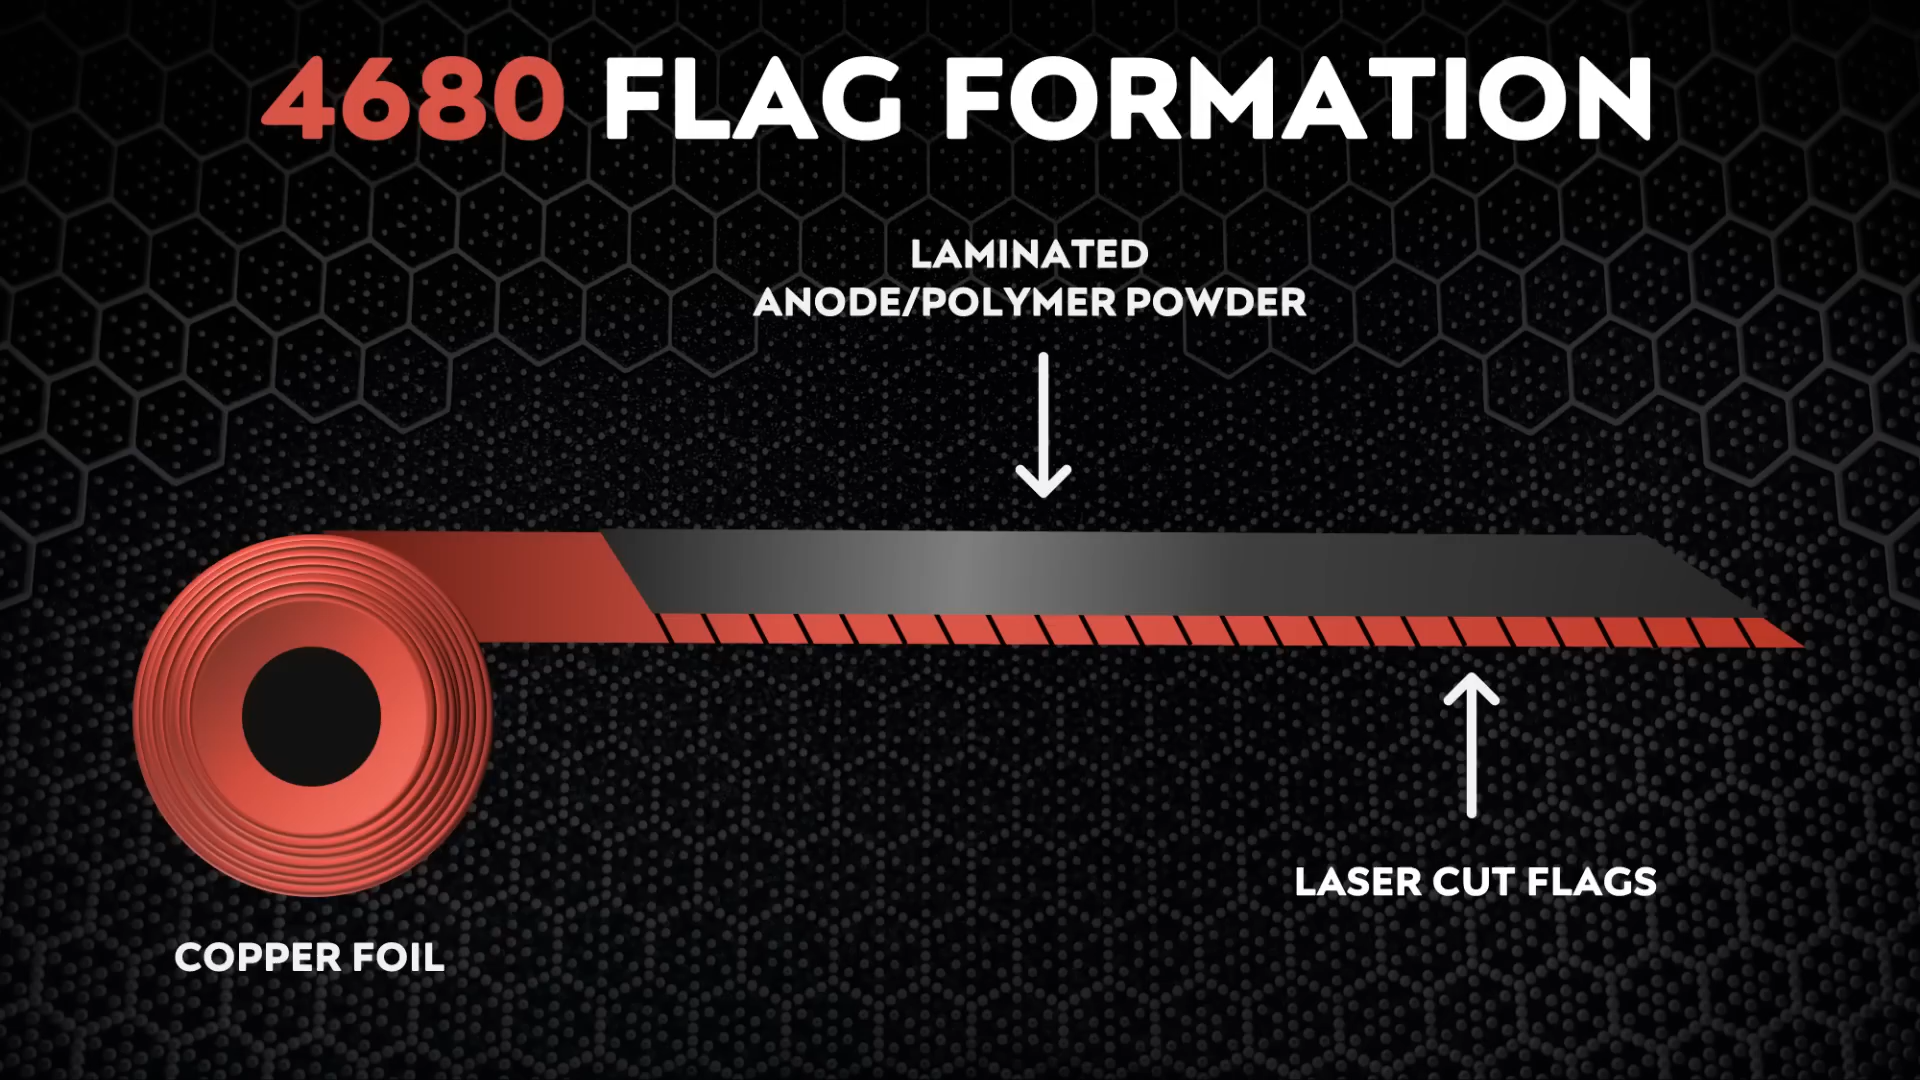 4680 FLAG FORMATION
LAMINATED
ANODE/POLYMER POWDER
LASER CUT FLAGS
COPPER FOIL